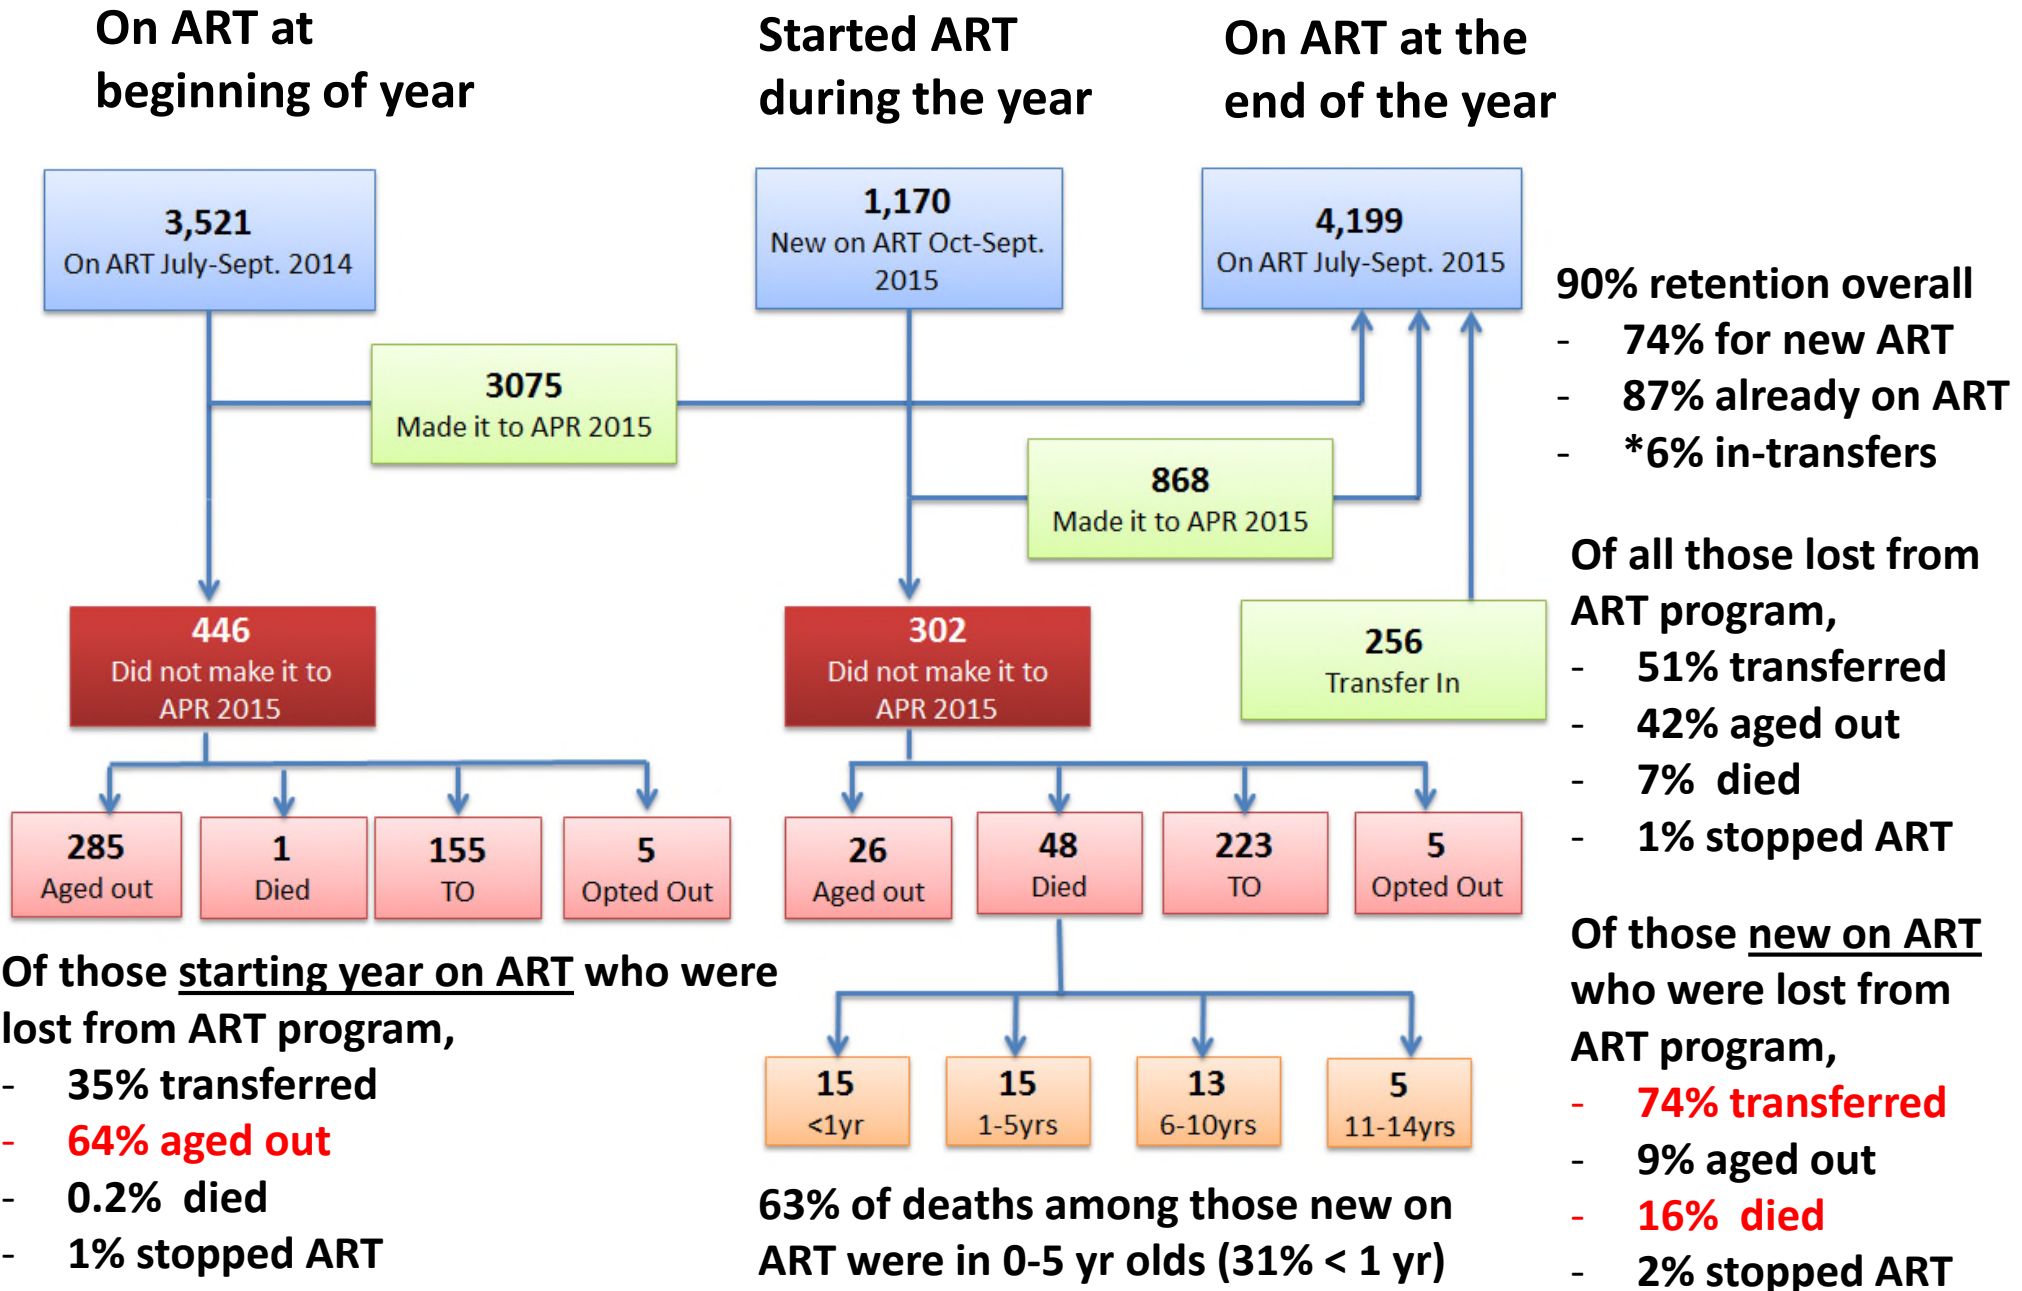 On ART at
beginning of year
Started ART
during the year
On ART at the
end of the year
3,521
On ART July-Sept. 2014
1,170
New on ART Oct-Sept.
2015
4,199
On ART July-Sept. 2015
3075
Made it to APR 2015
868
Made it to APR 2015
446
Did not make it to
APR 2015
302
Did not make it to
APR 2015
256
Transfer In
285
Aged out
1
Died
155
TO
5
Opted Out
26
Aged out
48
Died
223
TO
5
Opted Out
15
<1yr
15
1-5yrs
13
6-10yrs
5
11-14yrs
90% retention overall
- 74% for new ART
- 87% already on ART
- *6% in-transfers
Of all those lost from
ART program,
- 51% transferred
- 42% aged out
- 7% died
- 1% stopped ART
Of those starting year on ART who were
lost from ART program,
- 35% transferred
- 64% aged out
- 0.2% died
- 1% stopped ART
63% of deaths among those new on
ART were in 0-5 yr olds (31% < 1 yr)
Of those new on ART
who were lost from
ART program,
- 74% transferred
- 9% aged out
- 16% died
- 2% stopped ART